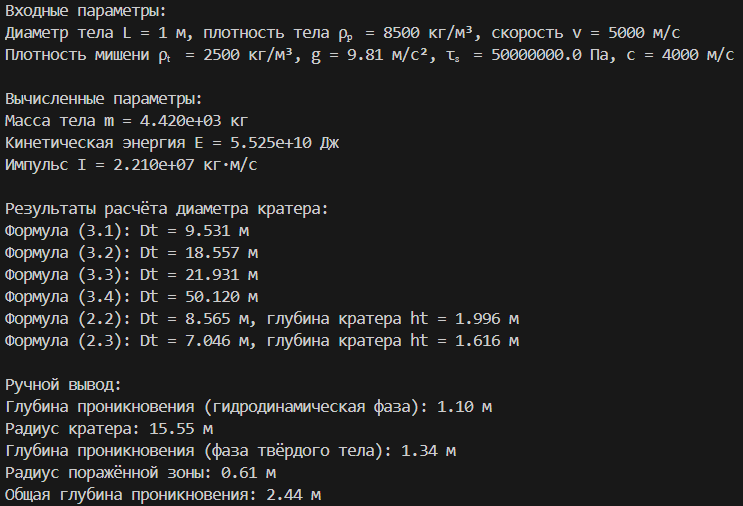 Входные параметры:
Диаметр тела L = 1 м, плотность тела ρₚ = 8500 кг/м³, скорость v = 5000 м/с
Плотность мишени ρₜ = 2500 кг/м³, g = 9.81 м/с², τₛ = 50000000.0 Па, c = 4000 м/с
Вычисленные параметры:
Масса тела m = 4.420e+03 кг
Кинетическая энергия E = 5.525e+10 Дж
Импульс I = 2.210e+07 кг·м/с
Результаты расчёта диаметра кратера:
Формула (3.1): Dt = 9.531 м
Формула (3.2): Dt = 18.557 м
Формула (3.3): Dt = 21.931 м
Формула (3.4): Dt = 50.120 м
Формула (2.2): Dt = 8.565 м, глубина кратера ht = 1.996 м
Формула (2.3): Dt = 7.046 м, глубина кратера ht = 1.616 м
Ручной вывод:
Глубина проникновения (гидродинамическая фаза): 1.10 м
Радиус кратера: 15.55 м
Глубина проникновения (фаза твёрдого тела): 1.34 м
Радиус поражённой зоны: 0.61 м
Общая глубина проникновения: 2.44 м